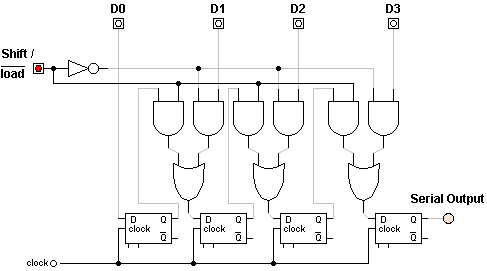 D0 D1 D2 D3
Shift /
load
Serial Output
D Q D Q D Q D Q
clock clock clock clock
Q Q Q Q
clock